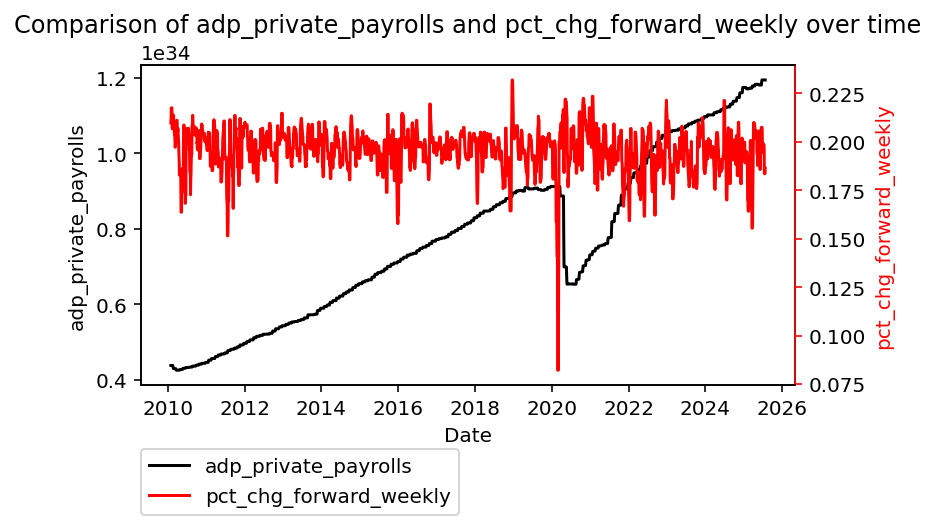 Comparison of adp_private_payrolls and pct_chg_forward_weekly over time
1e34
1.2
1.0
0.8
0.6
0.4
adp_private_payrolls
0.225
0.200
0.175
0.150
0.125
0.100
0.075
pct_chg_forward_weekly
2010 2012 2014 2016 2018 2020 2022 2024 2026
Date
adp_private_payrolls
pct_chg_forward_weekly